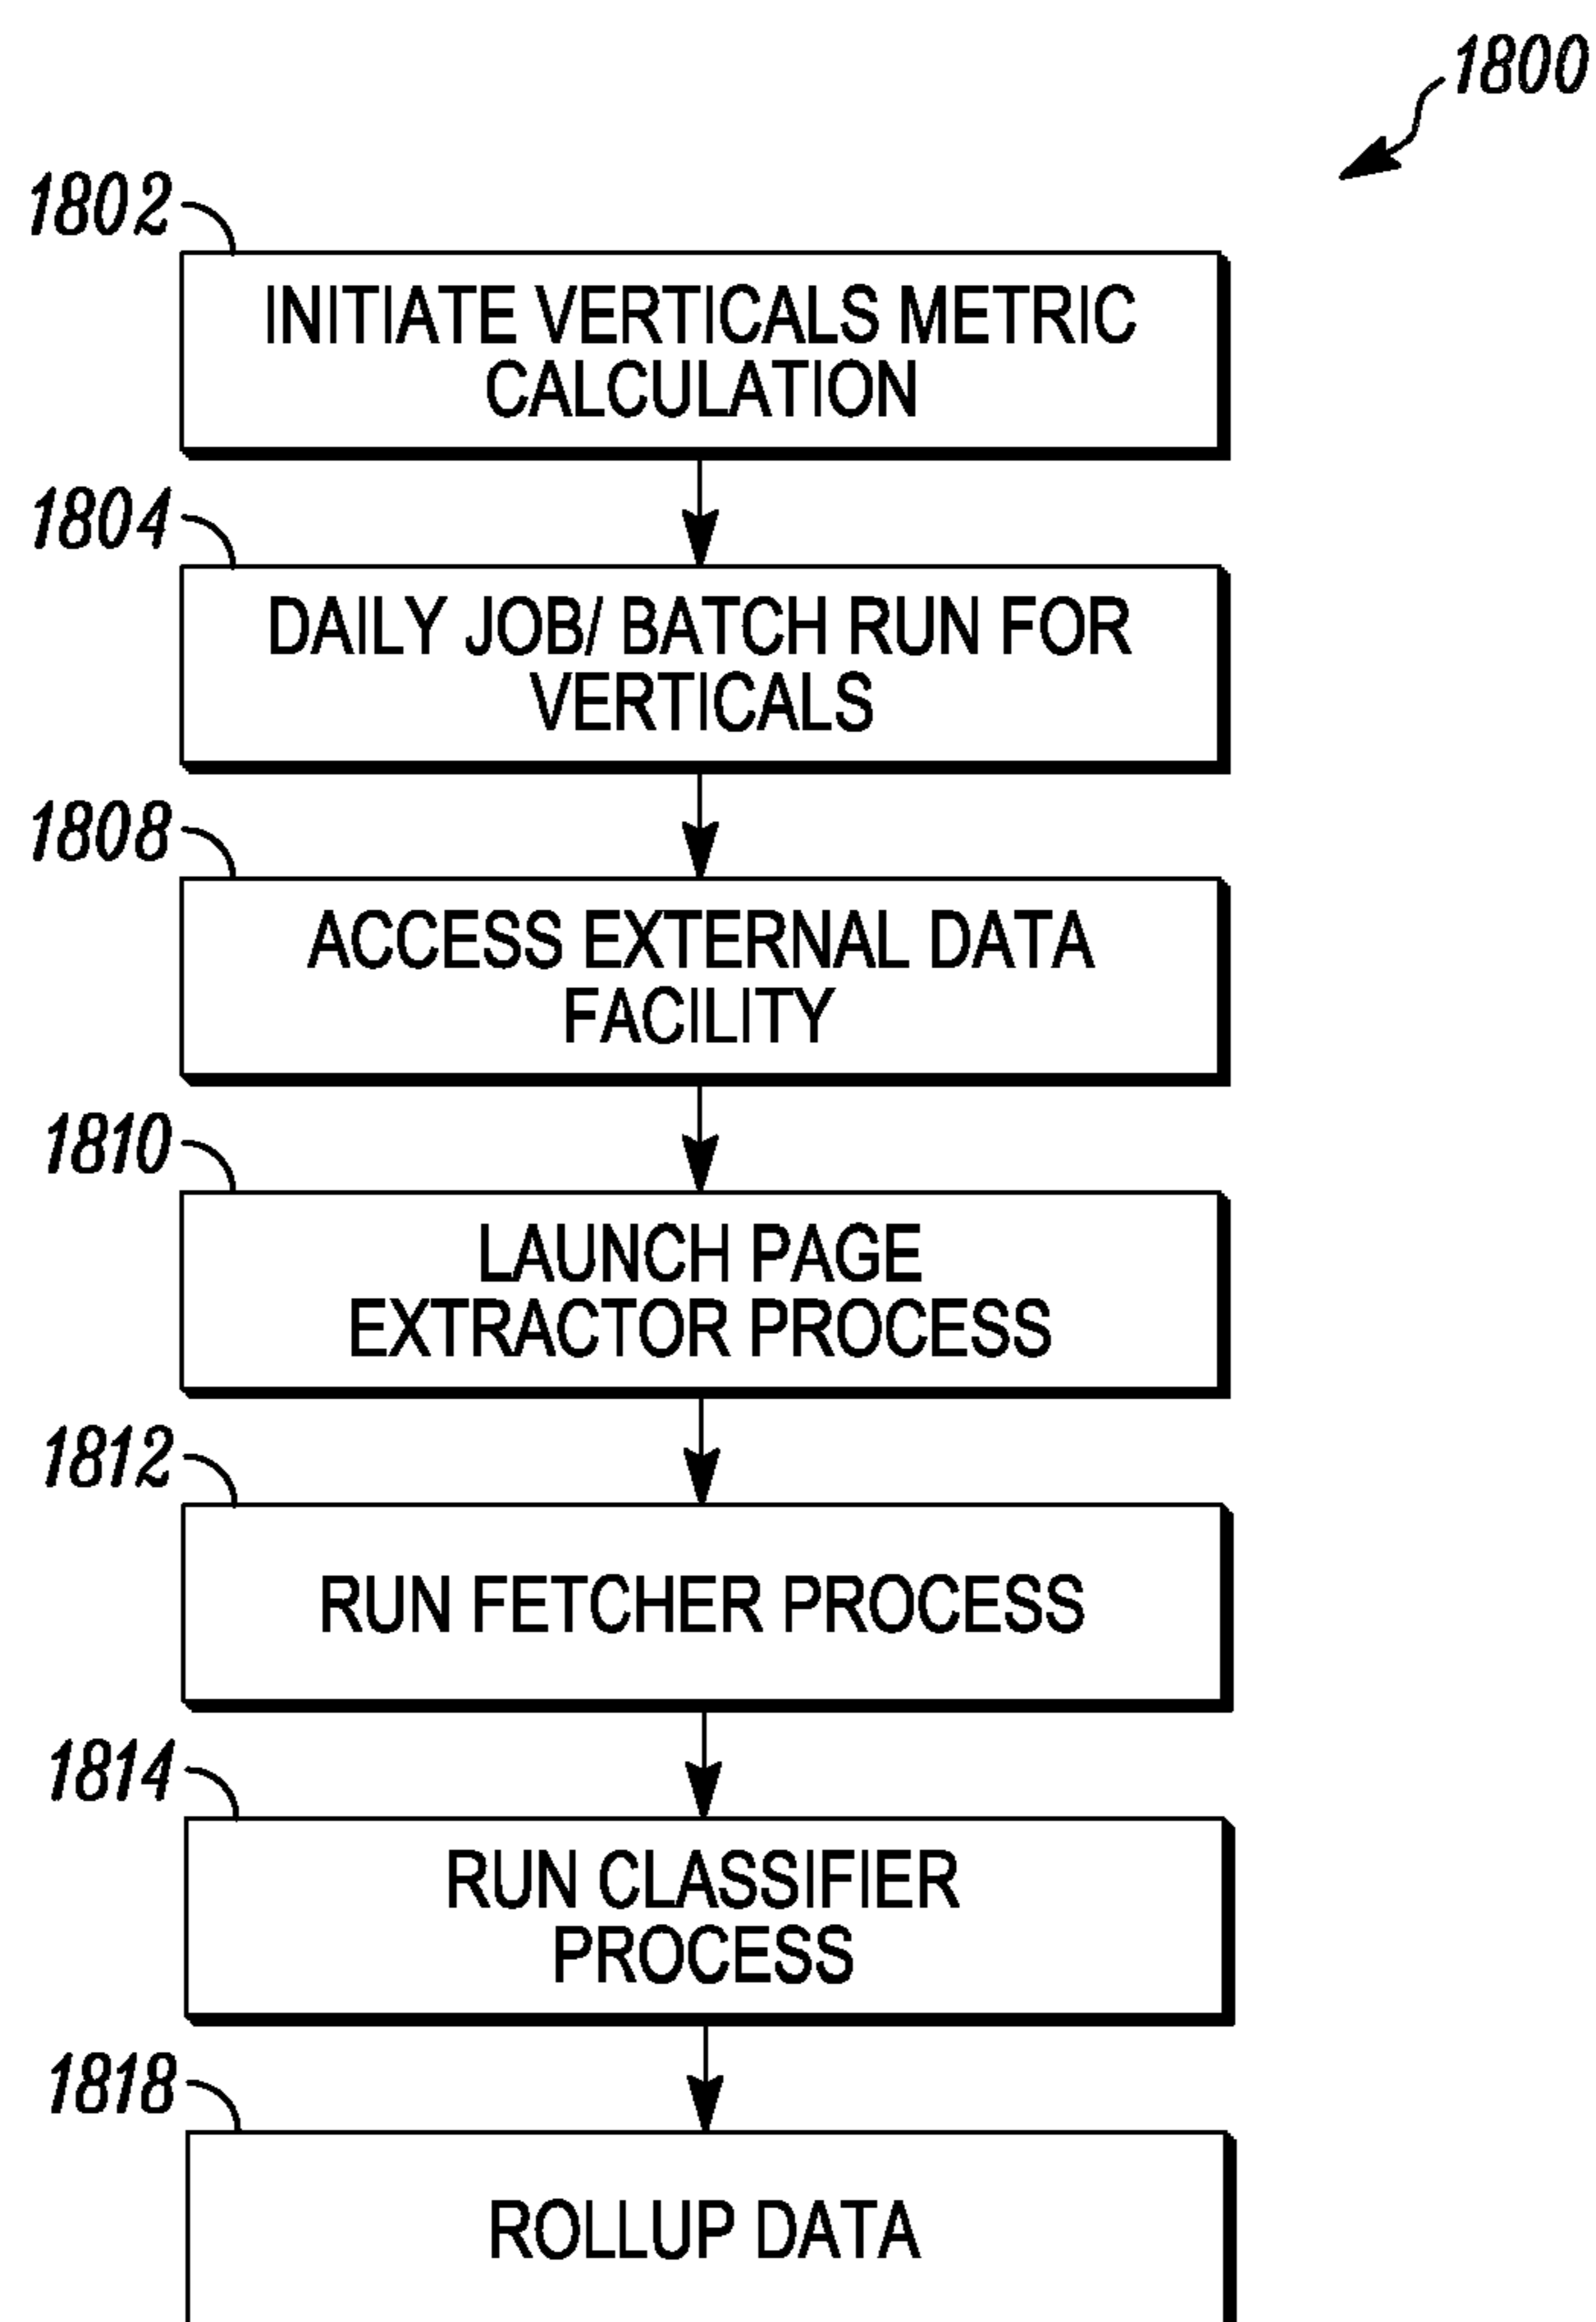 1800
1802
INITIATE VERTICALS METRIC
CALCULATION
1804
DAILY JOB/ BATCH RUN FOR
VERTICALS
1808
ACCESS EXTERNAL DATA
FACILITY
1810
LAUNCH PAGE
EXTRACTOR PROCESS
1812
RUN FETCHER PROCESS
1814
RUN CLASSIFIER
PROCESS
1818
ROLLUP DATA